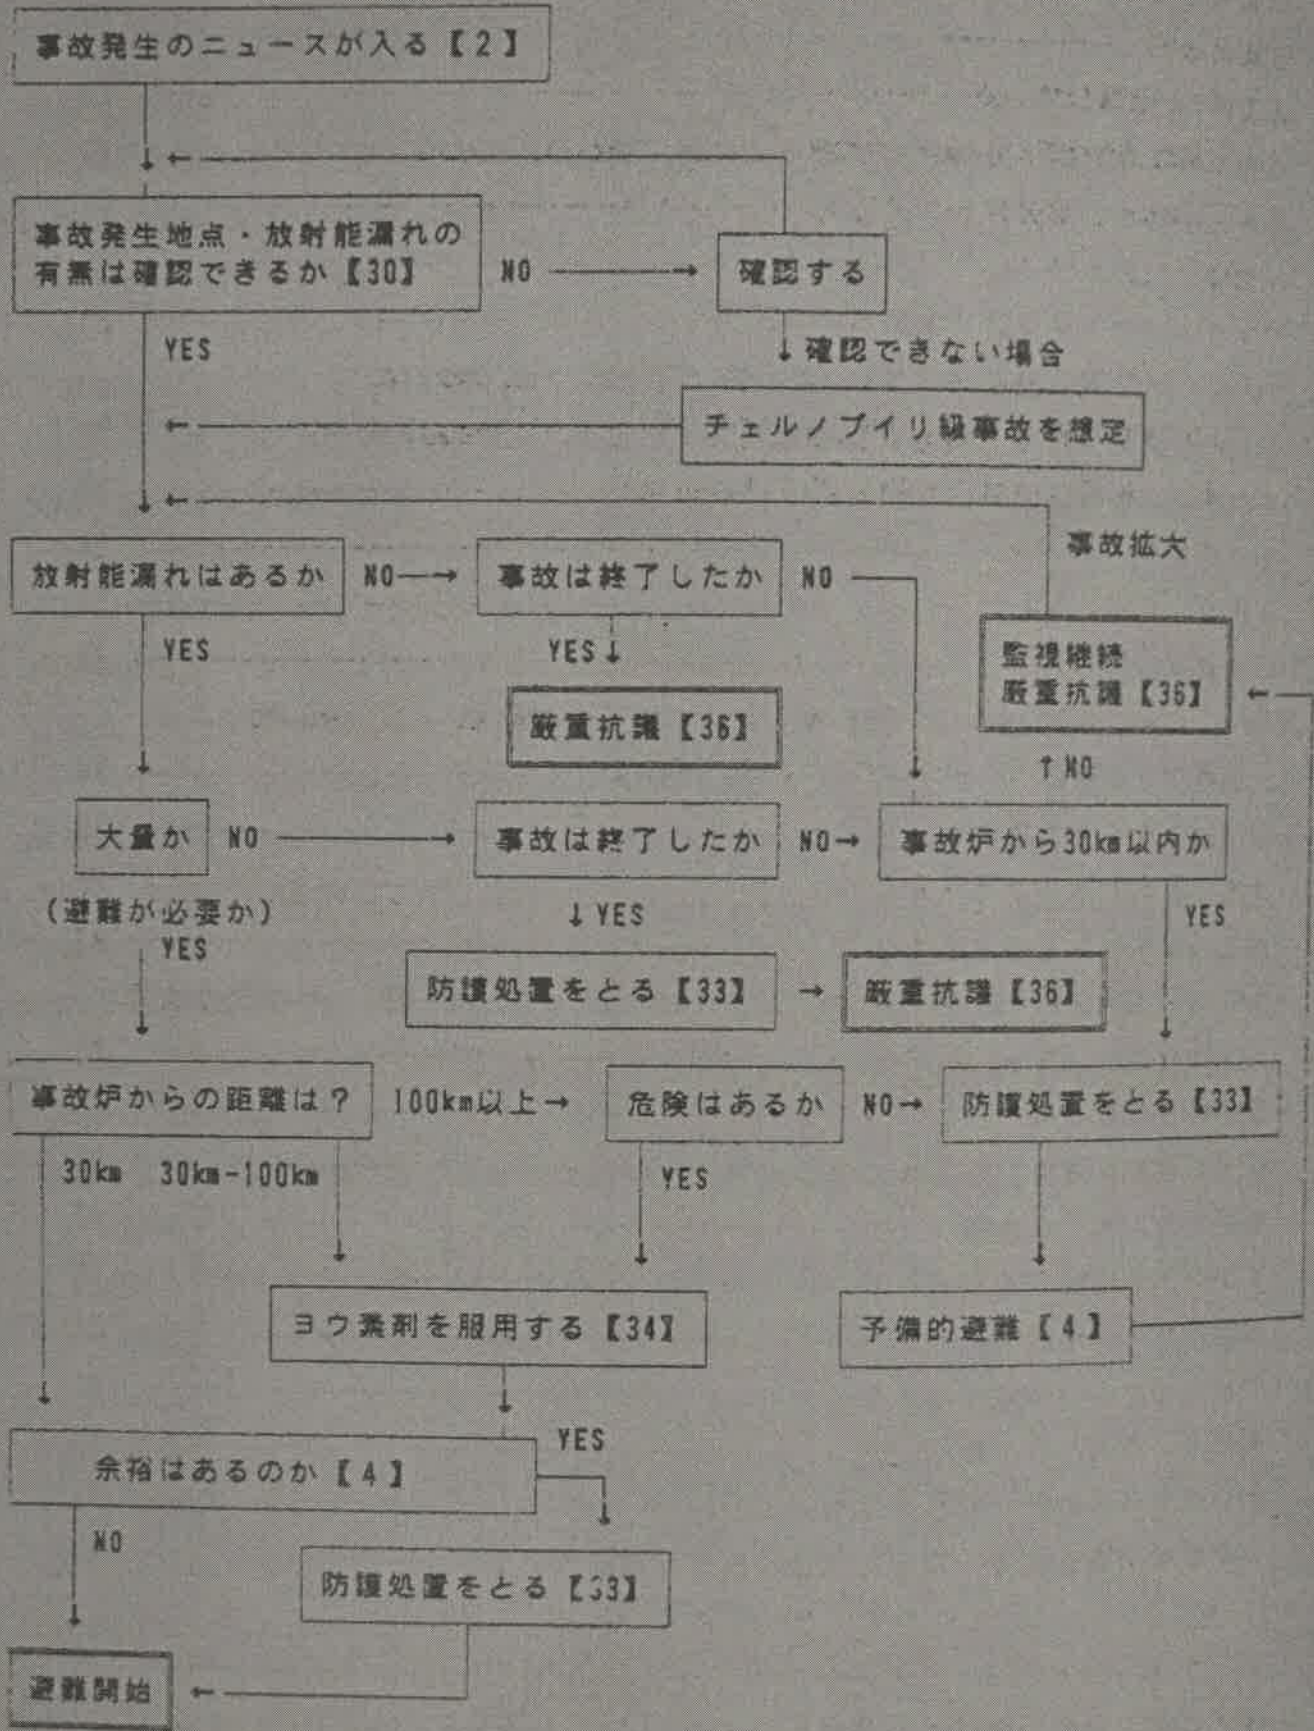 事故発生のニュースが入る【2】
事故発生地点・放射能漏れの
有無は確認できるか【30】
NO
確認する
YES
確認できない場合
チェルノブイリ級事故を想定
事故拡大
放射能漏れはあるか
NO
事故は終了したか
NO
YES
YES
監視継続
厳重抗議【36】
厳重抗議【36】
NO
大量か
NO
事故は終了したか
NO
事故炉から30km以内か
(避難が必要か)
YES
YES
YES
防護処置をとる【33】
厳重抗議【36】
事故炉からの距離は?
100km以上
危険はあるか
NO
防護処置をとる【33】
30km
30km-100km
YES
ヨウ素剤を服用する【34】
予備的避難【4】
余裕はあるのか【4】
YES
NO
防護処置をとる【33】
避難開始